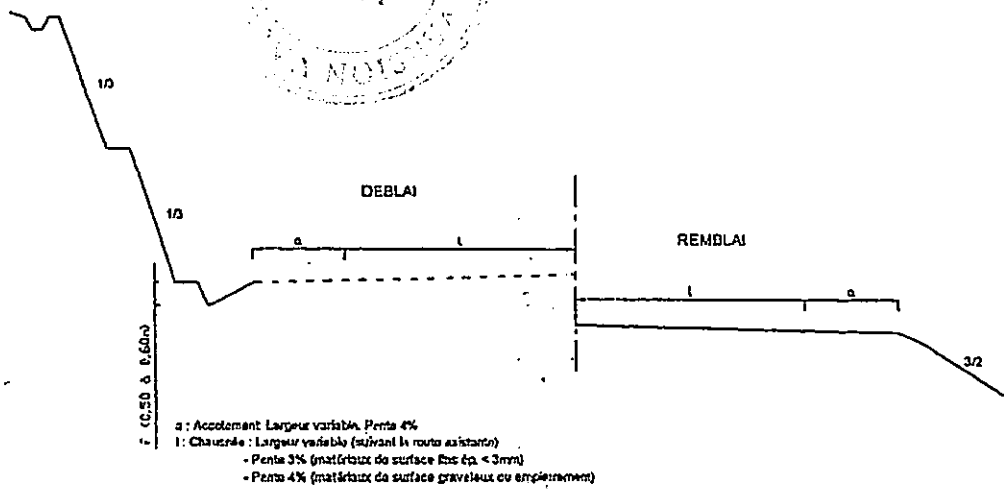 NOIS
1/3
DEBLAI
1/3
REMBLAI
a
l
l
a
3/2
(0,50 à 0,60m)
a : Accotement Largeur variable, Pente 4%
l : Chaussée : Largeur variable (suivant la route existante)
- Pente 3% (matériaux de surface fins ép. < 3mm)
- Pente 4% (matériaux de surface graveleux ou empierrement)